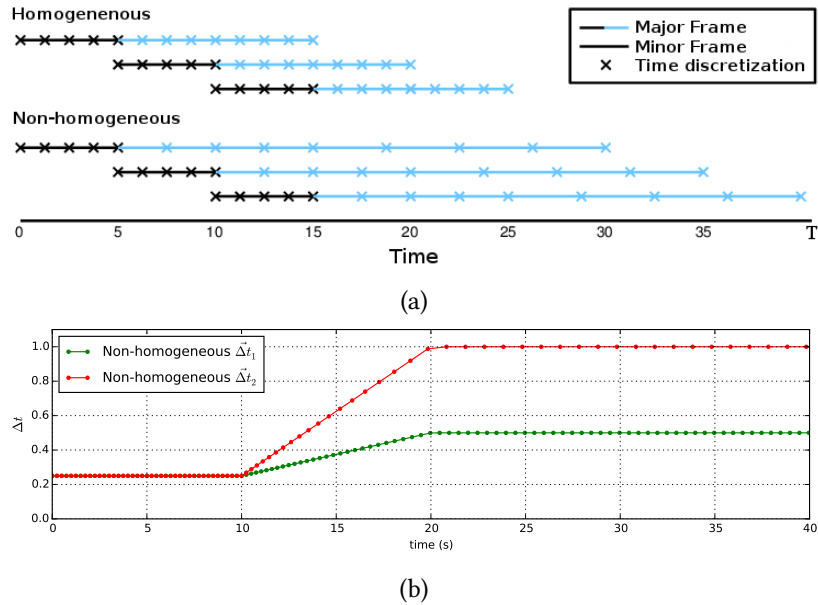 Homogenenous
Major Frame
Minor Frame
Time discretization
Non-homogeneous
0 5 10 15 20 25 30 35 T
Time
(a)
Non-homogeneous Δt⃗₁
Non-homogeneous Δt⃗₂
1.0
0.8
0.6
0.4
0.2
0.0
Δt
0 5 10 15 20 25 30 35 40
time (s)
(b)